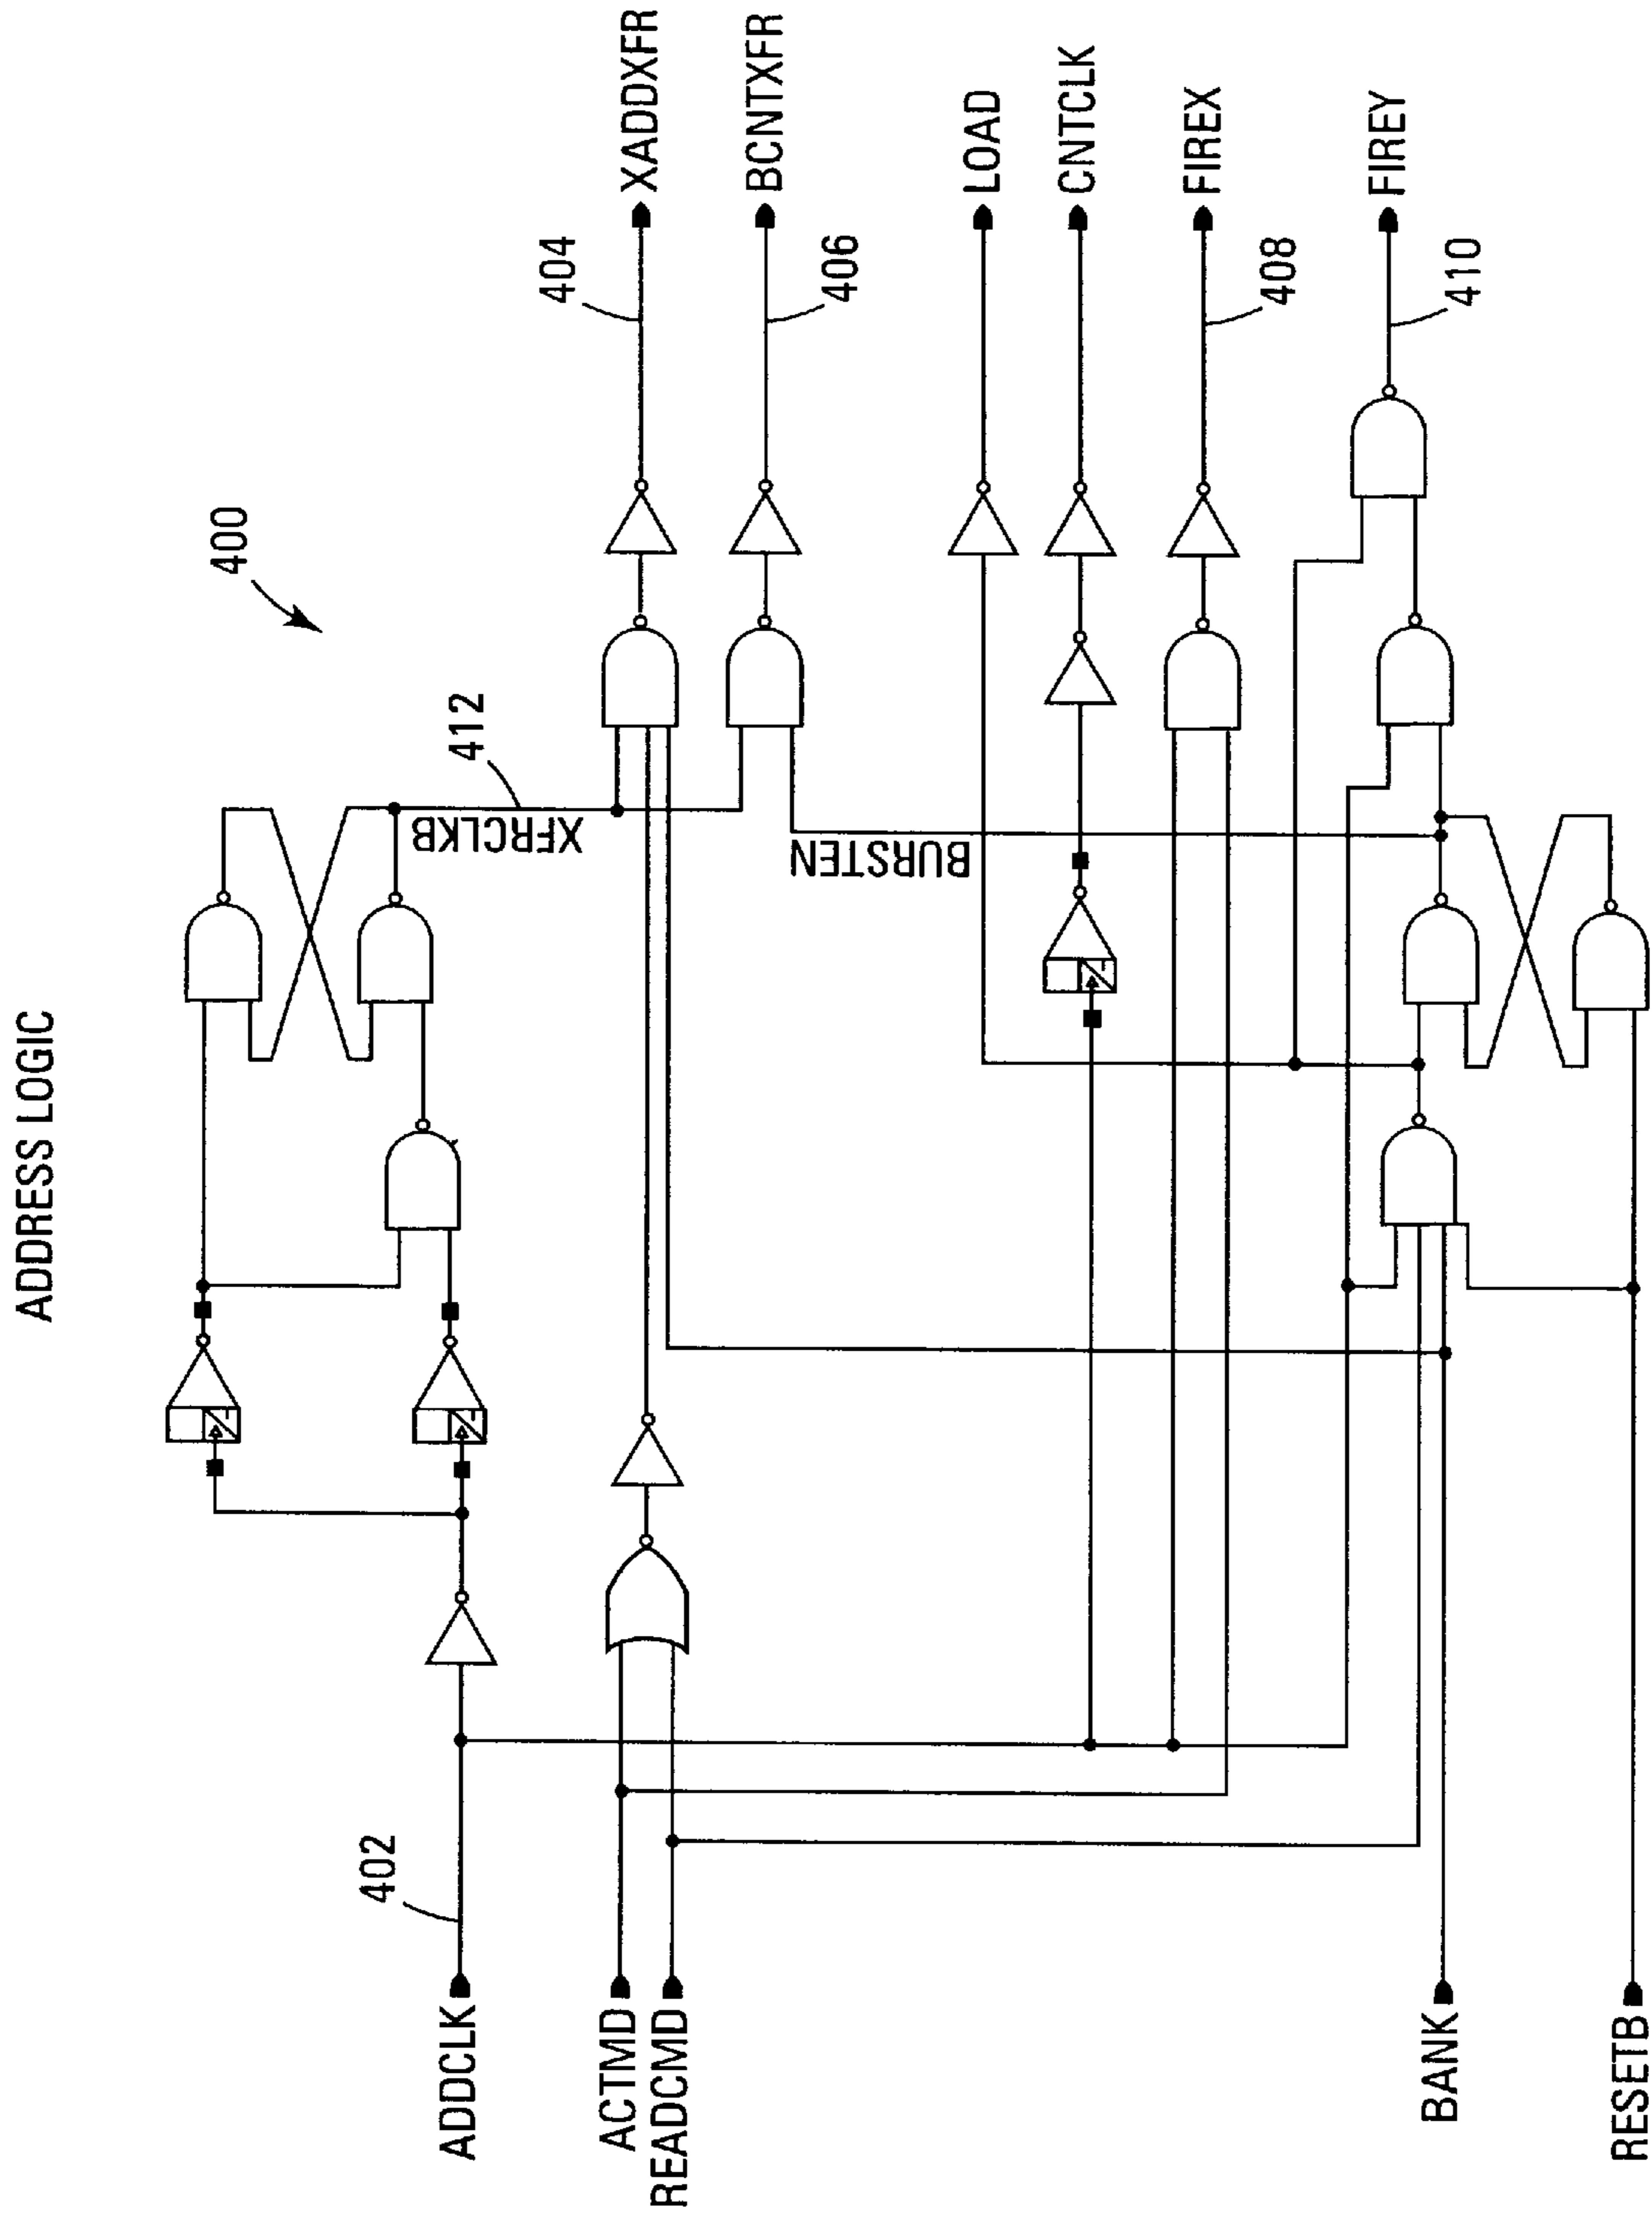 ADDRESS LOGIC
400
402
412
404
406
408
410
ADDCLK
ACTMD
READCMD
BANK
RESETB
XFRCLKB
BURSTEN
XADDXFR
BCNTXFR
LOAD
CNTCLK
FIREX
FIREY